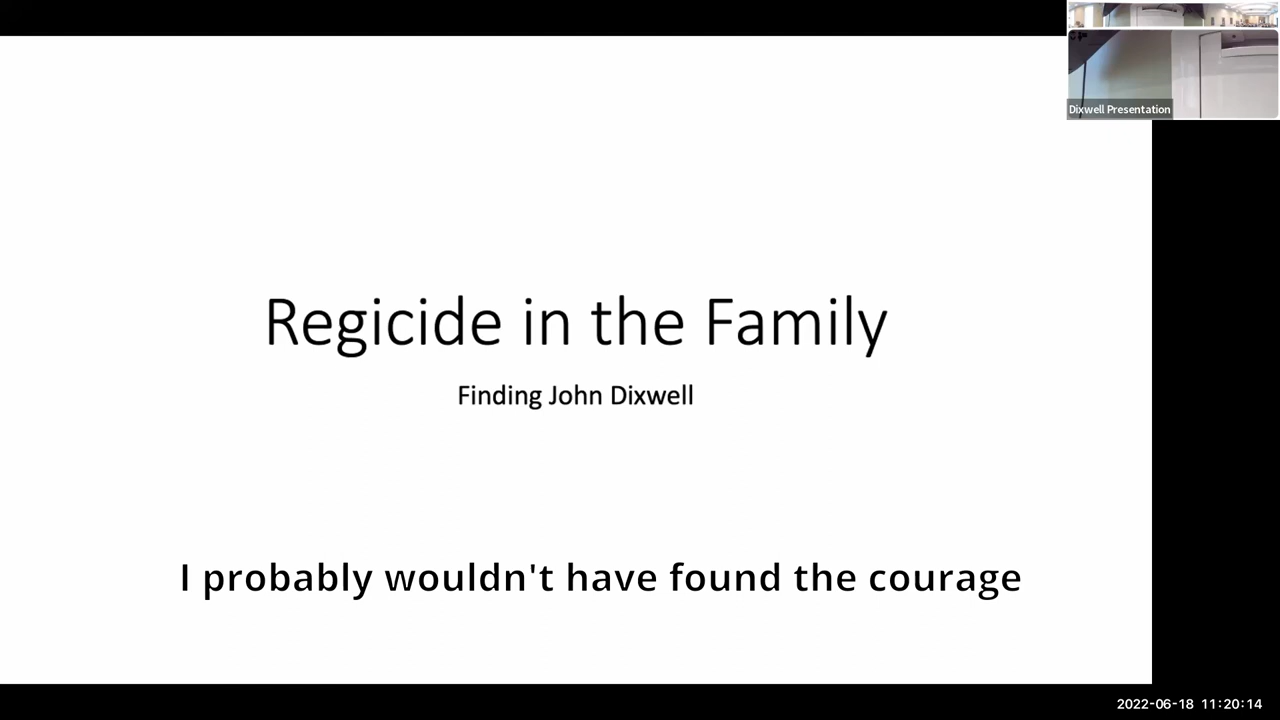 Dixwell Presentation
Regicide in the Family
Finding John Dixwell
I probably wouldn't have found the courage
2022-06-18 11:20:14